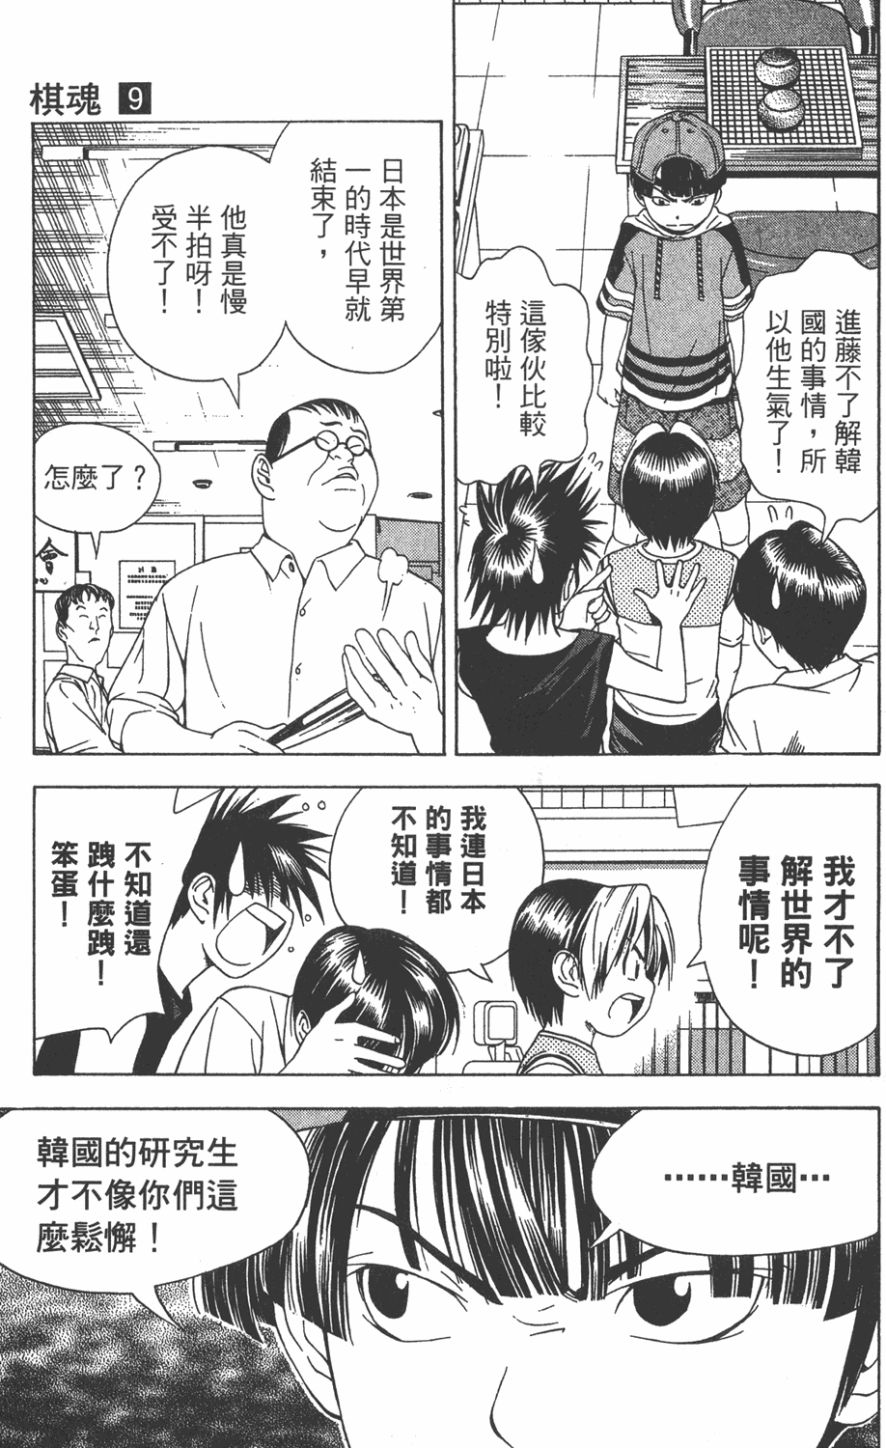 棋魂 9
進藤不了解韓
國的事情，所
以他生氣了！
這傢伙比較
特別啦！
日本是世界第
一的時代早就
結束了，
他真是慢
半拍呀！
受不了！
怎麼了？
會
我才不了
解世界的
事情呢！
我連日本
的事情都
不知道！
不知道還
跩什麼跩！
笨蛋！
……韓國…
韓國的研究生
才不像你們這
麼鬆懈！